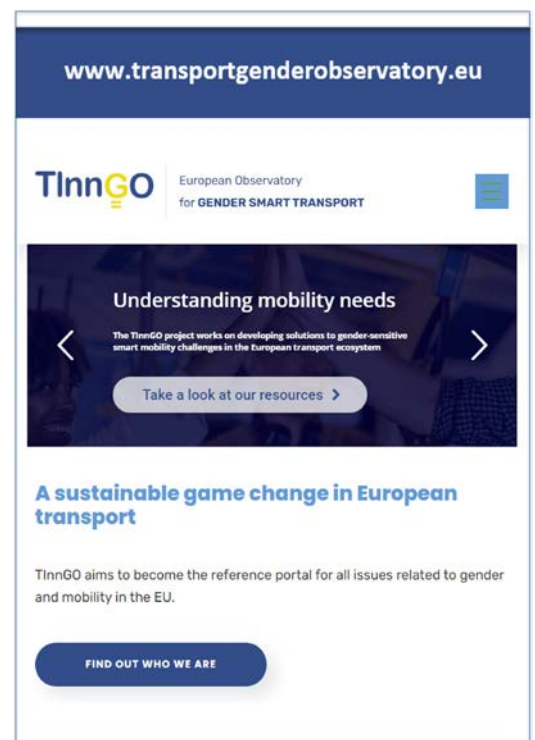 www.transportgenderobservatory.eu
TInnGO
European Observatory
for GENDER SMART TRANSPORT
Understanding mobility needs
The TInnGO project works on developing solutions to gender-sensitive
smart mobility challenges in the European transport ecosystem
Take a look at our resources >
A sustainable game change in European
transport
TInnGO aims to become the reference portal for all issues related to gender
and mobility in the EU.
FIND OUT WHO WE ARE